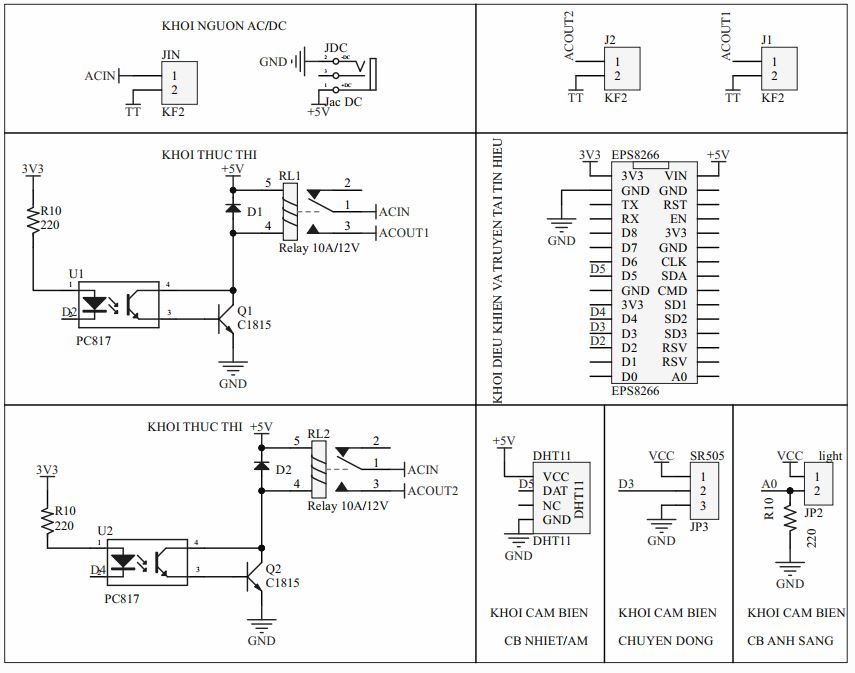 KHOI NGUON AC/DC
JIN
ACIN
1
2
TT
KF2
JDC
GND
2
-DC
3
1
+DC
Jac DC
+5V
ACOUT2
J2
1
2
TT
KF2
ACOUT1
J1
1
2
TT
KF2
KHOI THUC THI
3V3
+5V
R10
220
RL1
5
2
D1
1
ACIN
4
3
ACOUT1
Relay 10A/12V
U1
1
4
D2
2
3
PC817
Q1
C1815
GND
KHOI DIEU KHIEN VA TRUYEN TAI TIN HIEU
3V3
EPS8266
+5V
GND
3V3 VIN
GND GND
TX RST
RX EN
D8 3V3
D7 GND
D6 CLK
D5 D5 SDA
GND CMD
3V3 SD1
D4 D4 SD2
D3 D3 SD3
D2 D2 RSV
D1 RSV
D0 A0
EPS8266
KHOI THUC THI
+5V
3V3
R10
220
RL2
5
2
D2
1
ACIN
4
3
ACOUT2
Relay 10A/12V
U2
1
4
D4
2
3
PC817
Q2
C1815
GND
+5V
DHT11
VCC
D5
DAT
NC
GND
DHT11
DHT11
GND
KHOI CAM BIEN
CB NHIET/AM
VCC
SR505
1
D3
2
3
JP3
GND
KHOI CAM BIEN
CHUYEN DONG
VCC
light
1
A0
2
JP2
R10
220
GND
KHOI CAM BIEN
CB ANH SANG